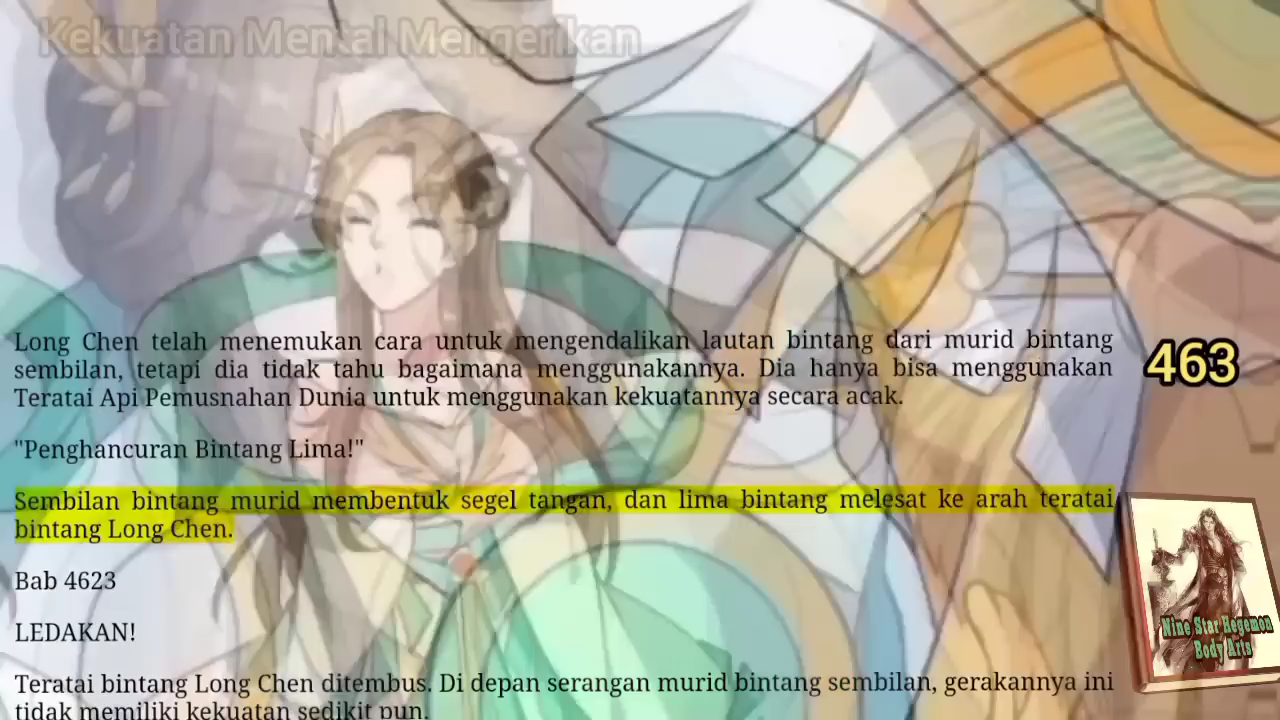 Kekuatan Mental Mengerikan
Long Chen telah menemukan cara untuk mengendalikan lautan bintang dari murid bintang
sembilan, tetapi dia tidak tahu bagaimana menggunakannya. Dia hanya bisa menggunakan
Teratai Api Pemusnahan Dunia untuk menggunakan kekuatannya secara acak.
463
"Penghancuran Bintang Lima!"
Sembilan bintang murid membentuk segel tangan, dan lima bintang melesat ke arah teratai
bintang Long Chen.
Bab 4623
LEDAKAN!
Teratai bintang Long Chen ditembus. Di depan serangan murid bintang sembilan, gerakannya ini
tidak memiliki kekuatan sedikit pun.
Nine Star Hegemon
Body Arts